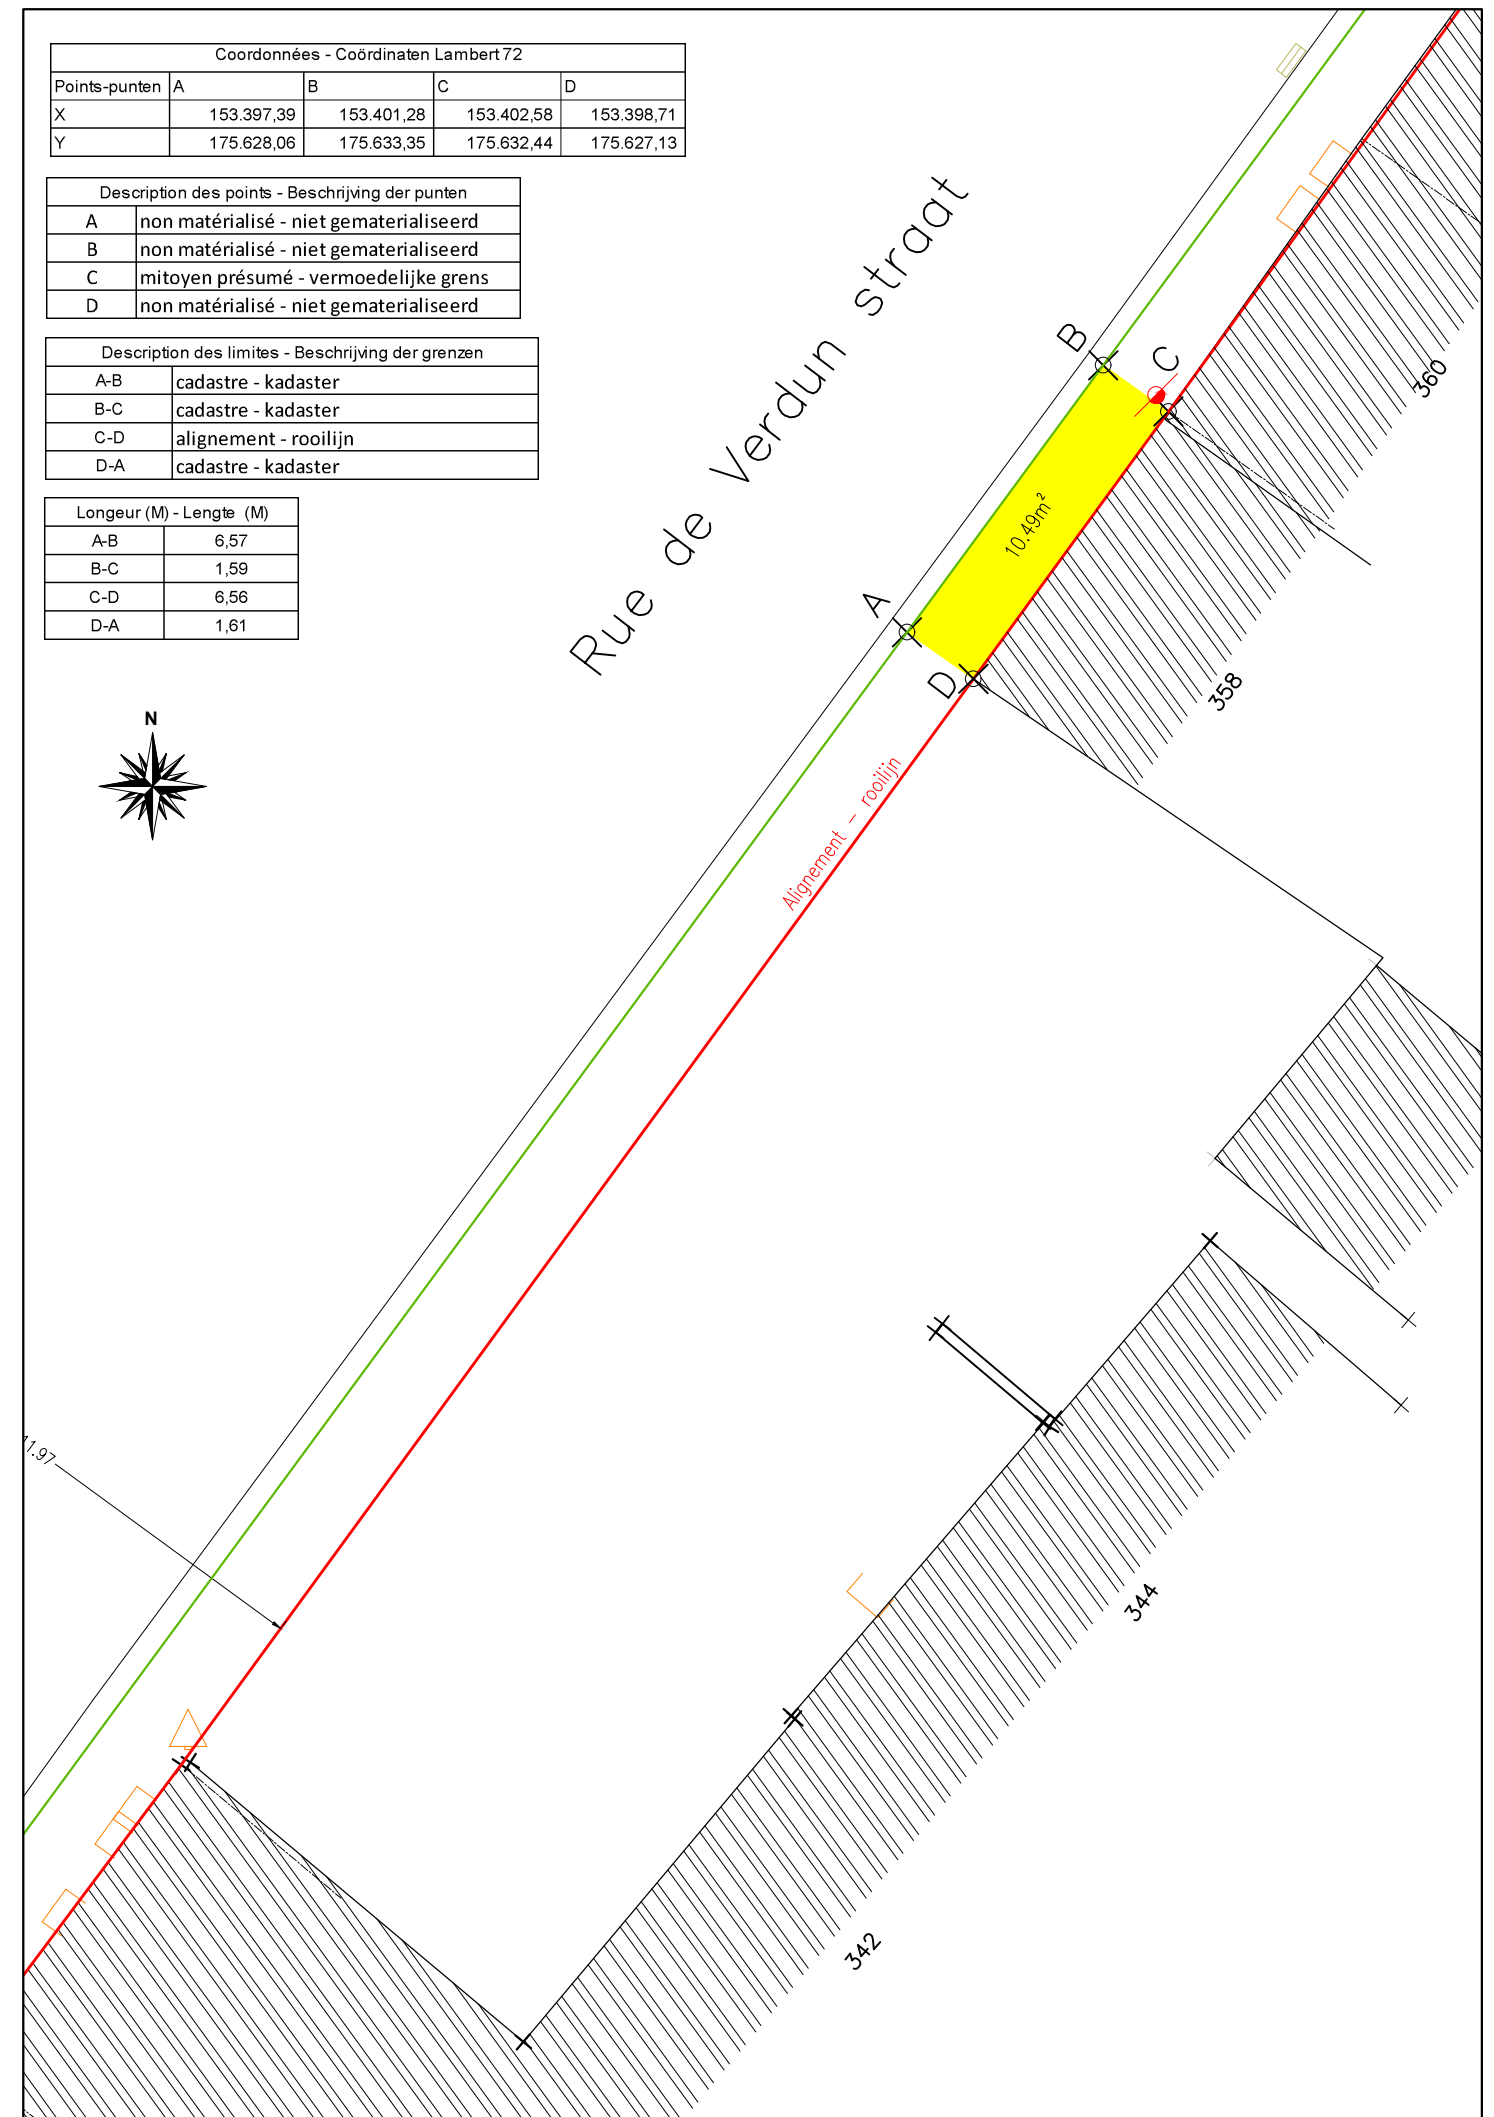 Coordonnées - Coördinaten Lambert 72
Points-punten A B C D
X 153.397,39 153.401,28 153.402,58 153.398,71
Y 175.628,06 175.633,35 175.632,44 175.627,13
Description des points - Beschrijving der punten
A non matérialisé - niet gematerialiseerd
B non matérialisé - niet gematerialiseerd
C mitoyen présumé - vermoedelijke grens
D non matérialisé - niet gematerialiseerd
Description des limites - Beschrijving der grenzen
A-B cadastre - kadaster
B-C cadastre - kadaster
C-D alignement - rooilijn
D-A cadastre - kadaster
Longeur (M) - Lengte (M)
A-B 6,57
B-C 1,59
C-D 6,56
D-A 1,61
N
Rue de Verdun straat
B
C
360
10.49m²
A
D
358
Alignement - rooilijn
11.97
344
342